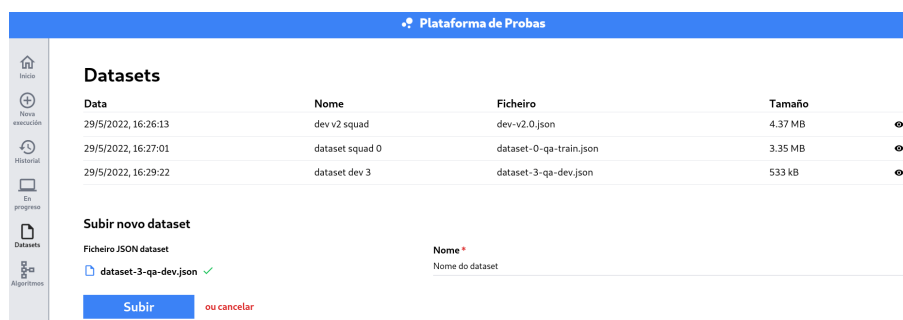 Plataforma de Probas
Inicio
Nova
execución
Historial
En
progreso
Datasets
Algoritmos
Datasets
Data Nome Ficheiro Tamaño
29/5/2022, 16:26:13 dev v2 squad dev-v2.0.json 4.37 MB
29/5/2022, 16:27:01 dataset squad 0 dataset-0-qa-train.json 3.35 MB
29/5/2022, 16:29:22 dataset dev 3 dataset-3-qa-dev.json 533 kB
Subir novo dataset
Ficheiro JSON dataset
dataset-3-qa-dev.json
Nome *
Nome do dataset
Subir ou cancelar